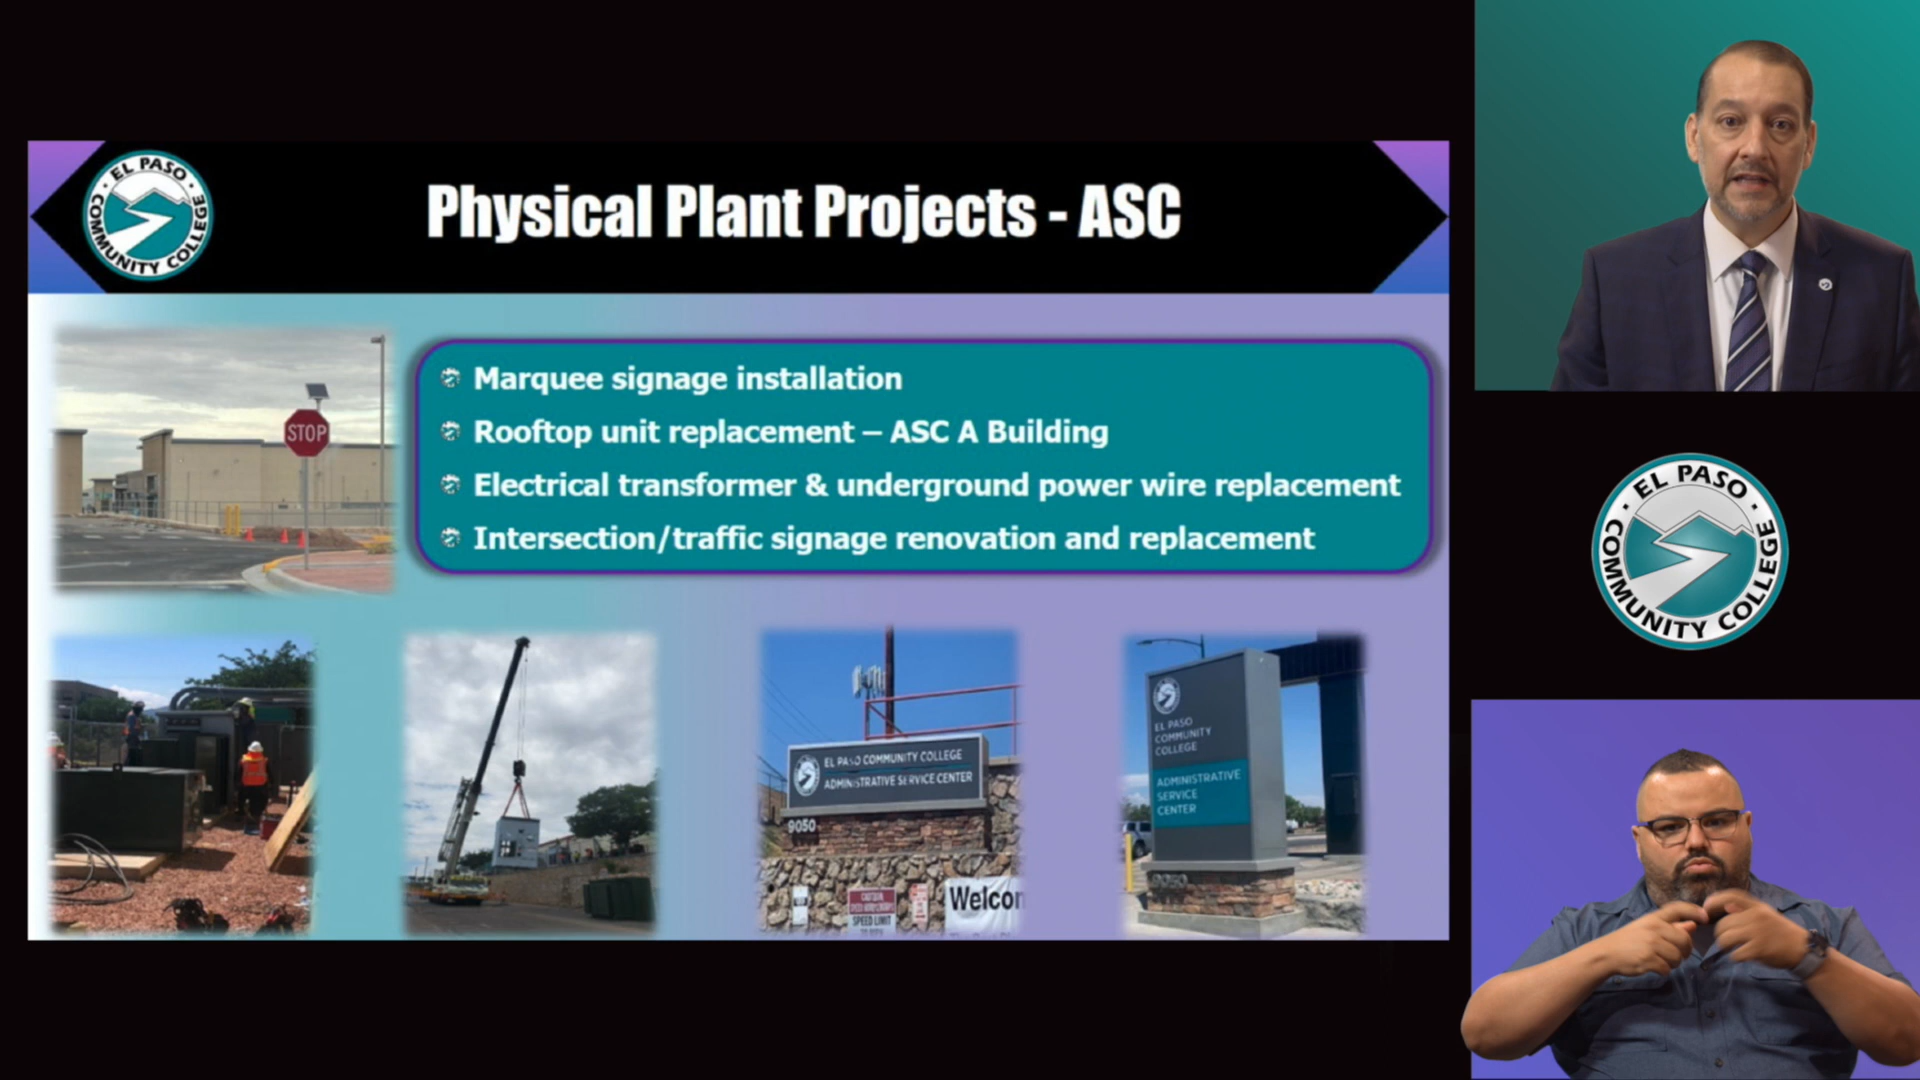 EL PASO
COMMUNITY COLLEGE
Physical Plant Projects - ASC
STOP
Marquee signage installation
Rooftop unit replacement – ASC A Building
Electrical transformer & underground power wire replacement
Intersection/traffic signage renovation and replacement
EL PASO COMMUNITY COLLEGE
ADMINISTRATIVE SERVICE CENTER
9050
CAUTION
SPEED LIMIT
Welcom
EL PASO
COMMUNITY
COLLEGE
ADMINISTRATIVE
SERVICE
CENTER
EL PASO
COMMUNITY COLLEGE